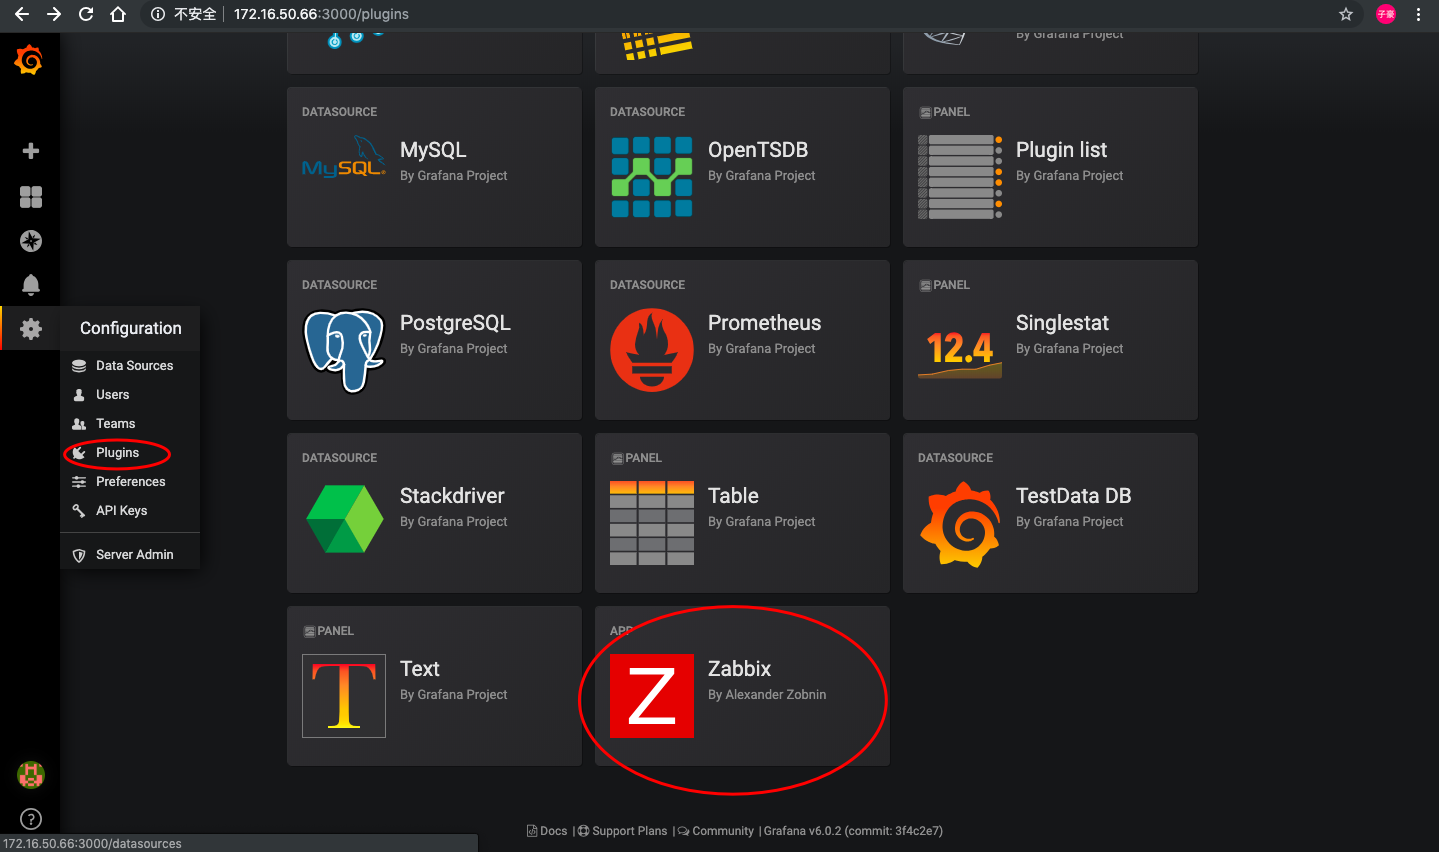 不安全
172.16.50.66:3000/plugins
子豪
By Grafana Project
DATASOURCE
MySQL
MySQL
By Grafana Project
DATASOURCE
OpenTSDB
By Grafana Project
PANEL
Plugin list
By Grafana Project
Configuration
Data Sources
Users
Teams
Plugins
Preferences
API Keys
Server Admin
DATASOURCE
PostgreSQL
By Grafana Project
DATASOURCE
Prometheus
By Grafana Project
PANEL
12.4
Singlestat
By Grafana Project
DATASOURCE
Stackdriver
By Grafana Project
PANEL
Table
By Grafana Project
DATASOURCE
TestData DB
By Grafana Project
PANEL
T
Text
By Grafana Project
APP
Z
Zabbix
By Alexander Zobnin
Docs | Support Plans | Community | Grafana v6.0.2 (commit: 3f4c2e7)
172.16.50.66:3000/datasources